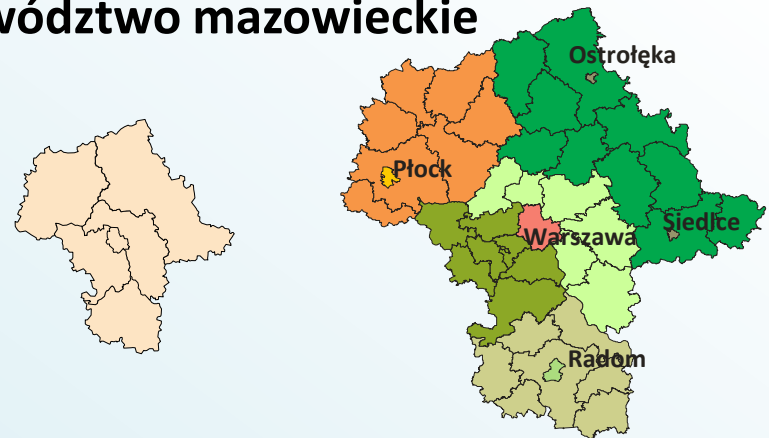 wództwo mazowieckie
Ostrołęka
Płock
Siedlce
Warszawa
Radom